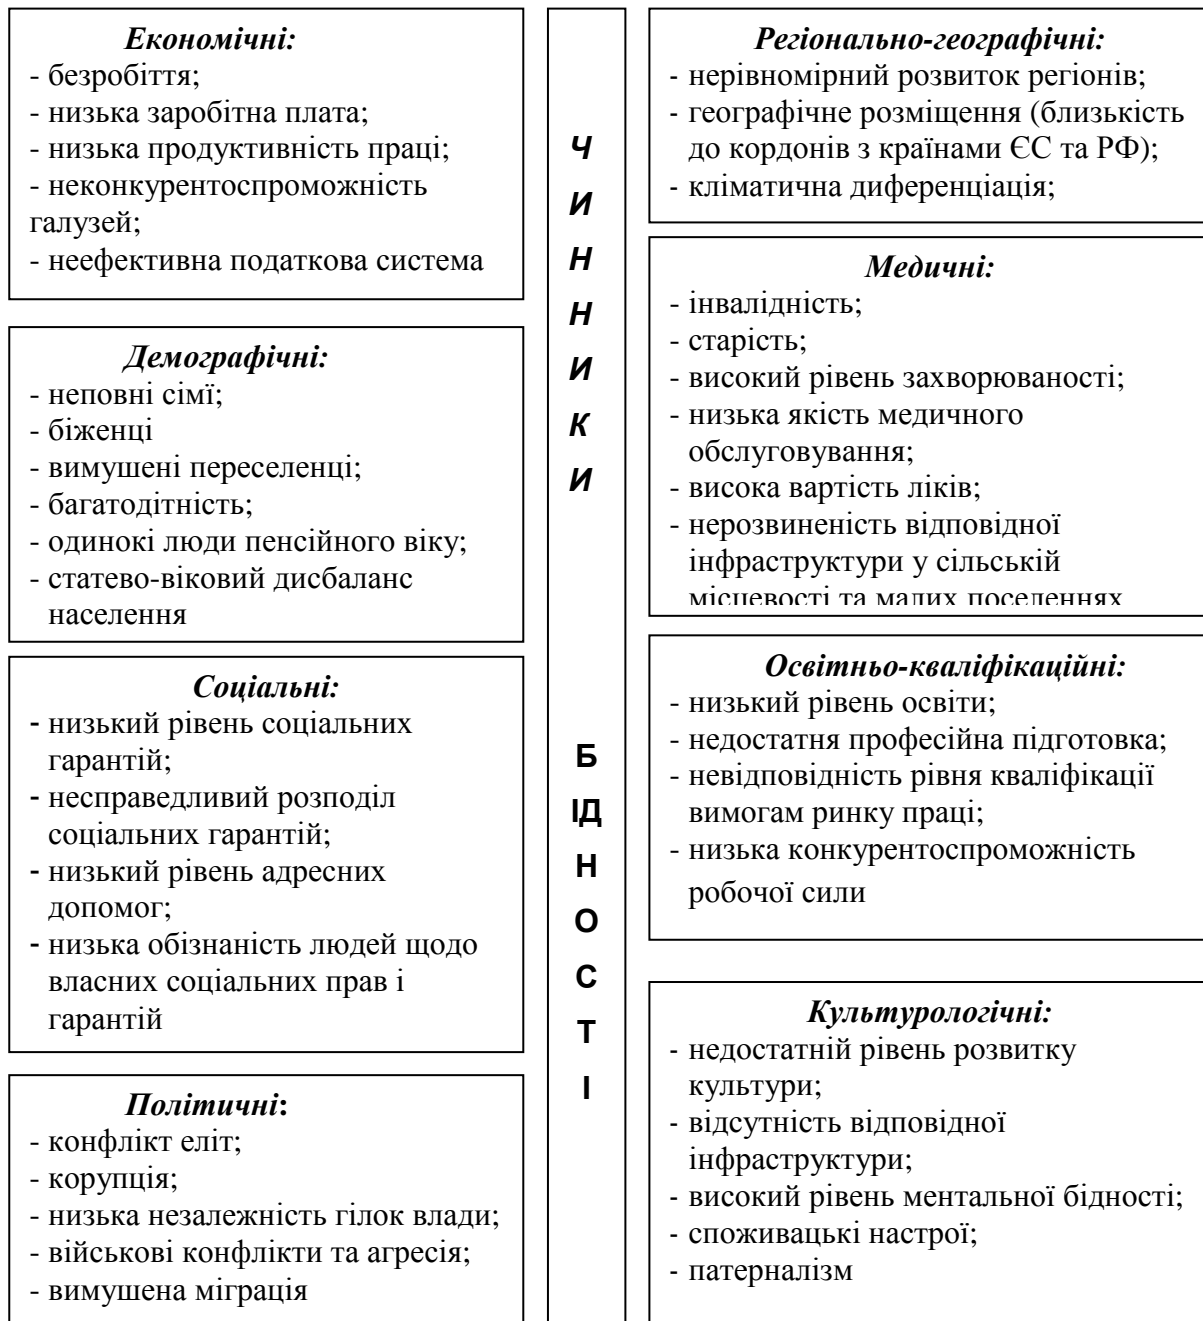 Економічні:
- безробіття;
- низька заробітна плата;
- низька продуктивність праці;
- неконкурентоспроможність
галузей;
- неефективна податкова система
Демографічні:
- неповні сімї;
- біженці
- вимушені переселенці;
- багатодітність;
- одинокі люди пенсійного віку;
- статево-віковий дисбаланс
населення
Соціальні:
- низький рівень соціальних
гарантій;
- несправедливий розподіл
соціальних гарантій;
- низький рівень адресних
допомог;
- низька обізнаність людей щодо
власних соціальних прав і
гарантій
Політичні:
- конфлікт еліт;
- корупція;
- низька незалежність гілок влади;
- військові конфлікти та агресія;
- вимушена міграція
Ч
И
Н
Н
И
К
И
Б
ІД
Н
О
С
Т
І
Регіонально-географічні:
- нерівномірний розвиток регіонів;
- географічне розміщення (близькість
до кордонів з країнами ЄС та РФ);
- кліматична диференціація;
Медичні:
- інвалідність;
- старість;
- високий рівень захворюваності;
- низька якість медичного
обслуговування;
- висока вартість ліків;
- нерозвиненість відповідної
інфраструктури у сільській
місцевості та малих поселеннях
Освітньо-кваліфікаційні:
- низький рівень освіти;
- недостатня професійна підготовка;
- невідповідність рівня кваліфікації
вимогам ринку праці;
- низька конкурентоспроможність
робочої сили
Культурологічні:
- недостатній рівень розвитку
культури;
- відсутність відповідної
інфраструктури;
- високий рівень ментальної бідності;
- споживацькі настрої;
- патерналізм